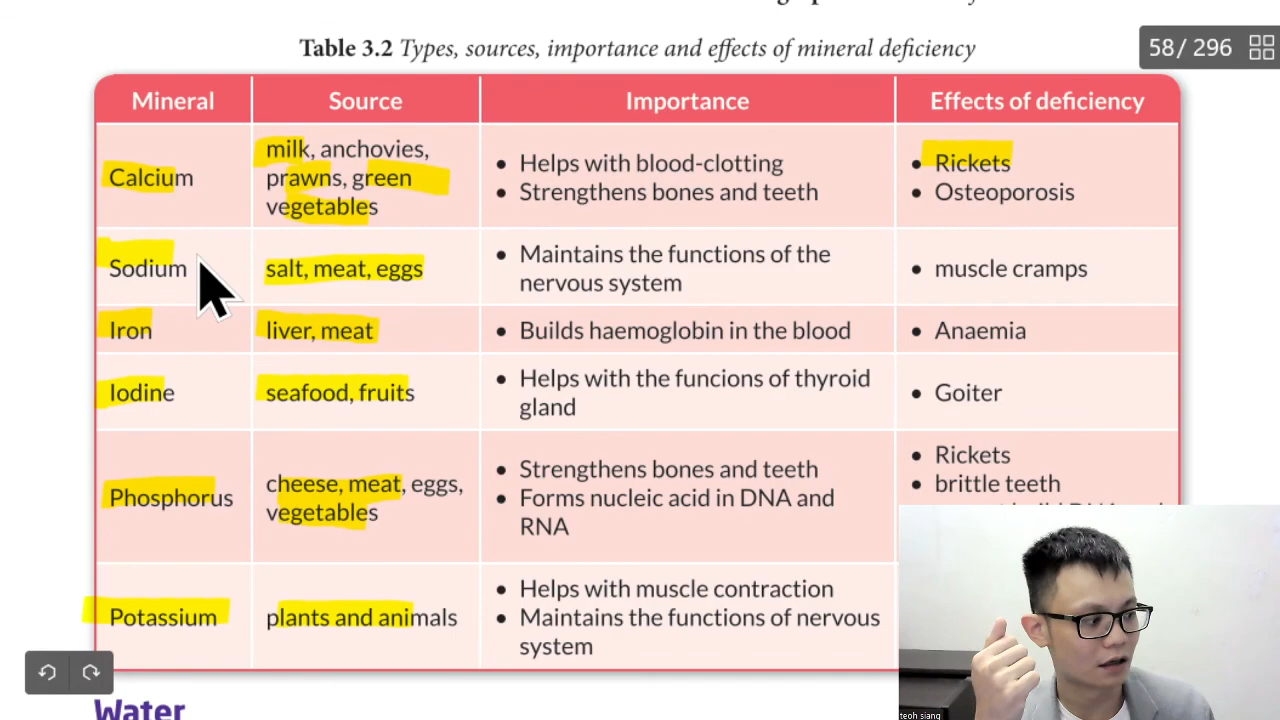 Table 3.2 Types, sources, importance and effects of mineral deficiency
58/ 296
Mineral
Source
Importance
Effects of deficiency
Calcium
milk, anchovies,
prawns, green
vegetables
• Helps with blood-clotting
• Strengthens bones and teeth
• Rickets
• Osteoporosis
Sodium
salt, meat, eggs
• Maintains the functions of the
nervous system
• muscle cramps
Iron
liver, meat
• Builds haemoglobin in the blood
• Anaemia
Iodine
seafood, fruits
• Helps with the funcions of thyroid
gland
• Goiter
Phosphorus
cheese, meat, eggs,
vegetables
• Strengthens bones and teeth
• Forms nucleic acid in DNA and
RNA
• Rickets
• brittle teeth
Potassium
plants and animals
• Helps with muscle contraction
• Maintains the functions of nervous
system
Water
teoh siang